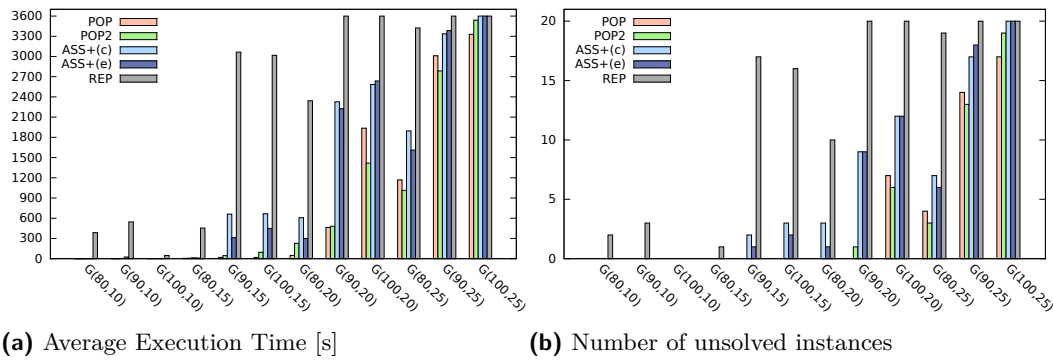 3600
3300
3000
2700
2400
2100
1800
1500
1200
900
600
300
0
POP
POP2
ASS+(c)
ASS+(e)
REP
G(80,10)
G(90,10)
G(100,10)
G(80,15)
G(90,15)
G(100,15)
G(80,20)
G(90,20)
G(100,20)
G(80,25)
G(90,25)
G(100,25)
(a) Average Execution Time [s]
20
15
10
5
0
POP
POP2
ASS+(c)
ASS+(e)
REP
G(80,10)
G(90,10)
G(100,10)
G(80,15)
G(90,15)
G(100,15)
G(80,20)
G(90,20)
G(100,20)
G(80,25)
G(90,25)
G(100,25)
(b) Number of unsolved instances